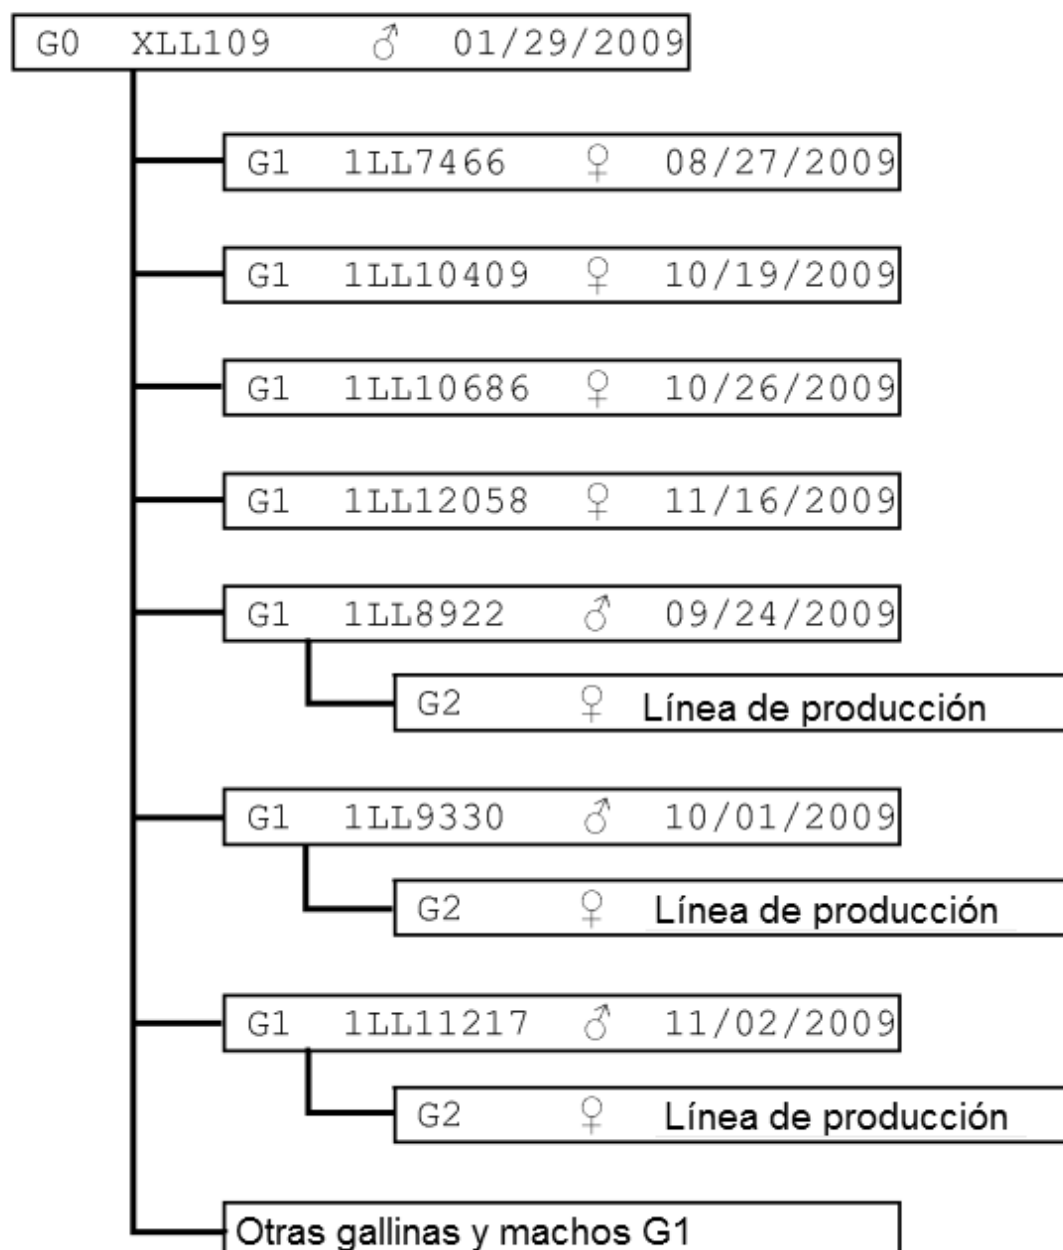 G0 XLL109 ♂ 01/29/2009
G1 1LL7466 ♀ 08/27/2009
G1 1LL10409 ♀ 10/19/2009
G1 1LL10686 ♀ 10/26/2009
G1 1LL12058 ♀ 11/16/2009
G1 1LL8922 ♂ 09/24/2009
G2 ♀ Línea de producción
G1 1LL9330 ♂ 10/01/2009
G2 ♀ Línea de producción
G1 1LL11217 ♂ 11/02/2009
G2 ♀ Línea de producción
Otras gallinas y machos G1